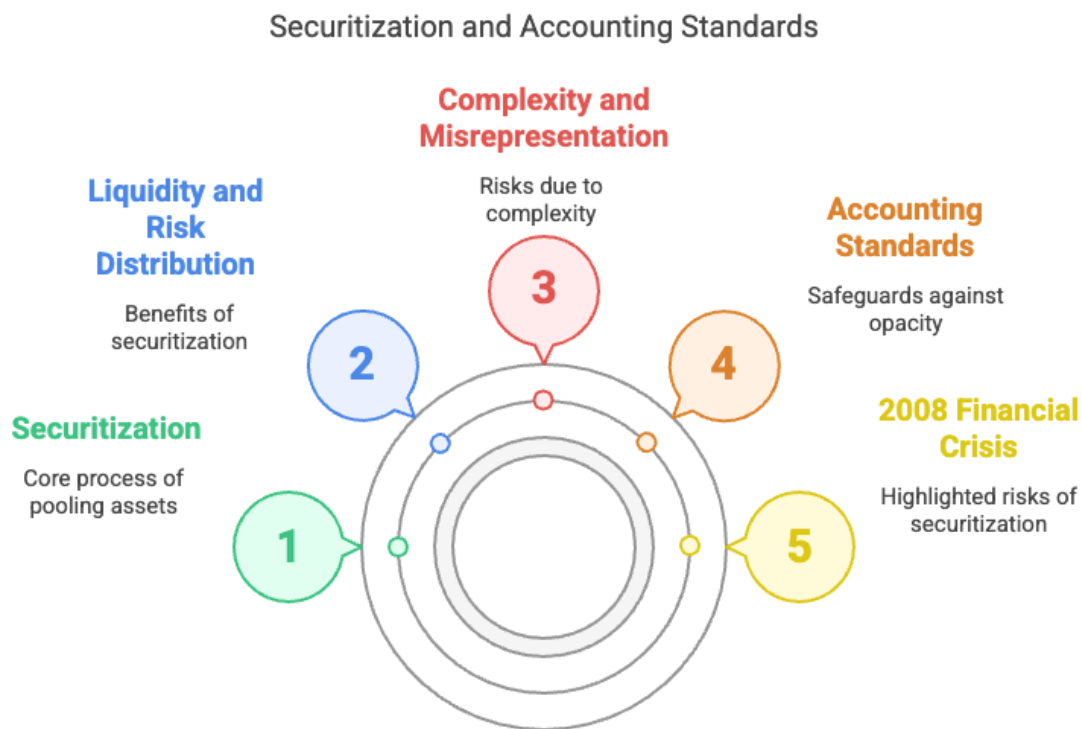 Securitization and Accounting Standards
Complexity and
Misrepresentation
Risks due to
complexity
Liquidity and
Risk
Distribution
Benefits of
securitization
Accounting
Standards
Safeguards against
opacity
Securitization
Core process of
pooling assets
2008 Financial
Crisis
Highlighted risks of
securitization
1
2
3
4
5